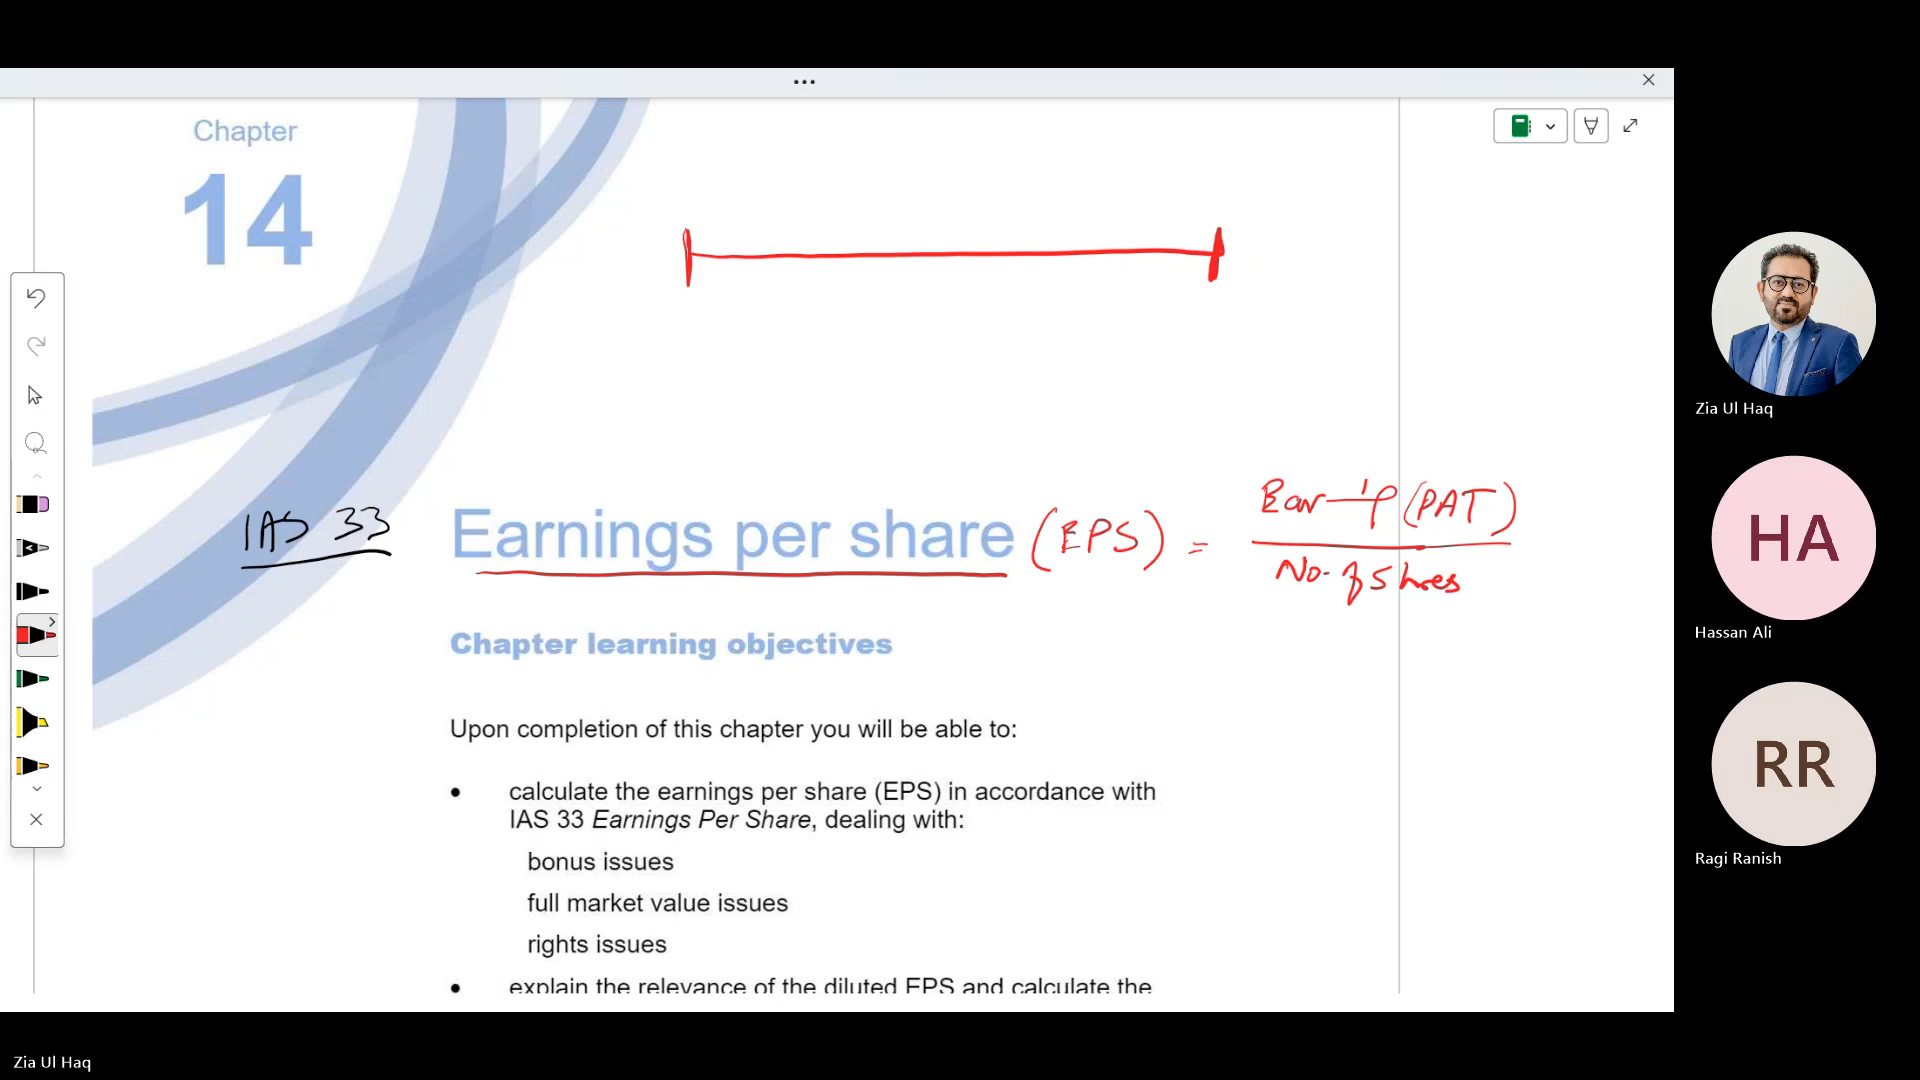 Chapter
14
IAS 33
Earnings per share (EPS) =
(PAT)
No. of Shres
Chapter learning objectives
Upon completion of this chapter you will be able to:
• calculate the earnings per share (EPS) in accordance with
IAS 33 Earnings Per Share, dealing with:
bonus issues
full market value issues
rights issues
• explain the relevance of the diluted EPS and calculate the
Zia Ul Haq
HA
Hassan Ali
RR
Ragi Ranish
Zia Ul Haq